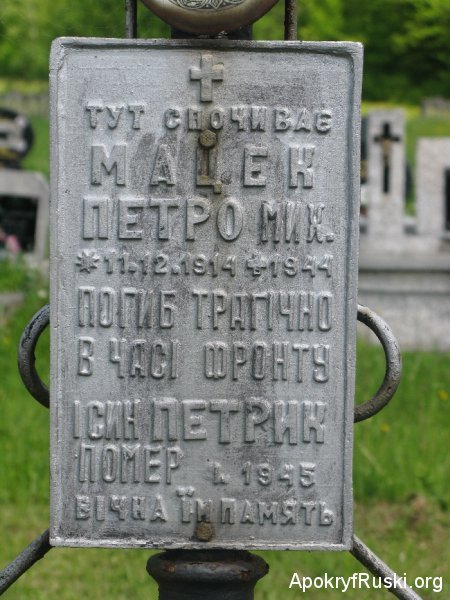 ТУТ СПОЧИВАЄ
МАЦЕК
ПЕТРО МИХ.
*11.12.1914 ☦1944
ПОГИБ ТРАГІЧНО
В ЧАСІ ФРОНТУ
ІСИН ПЕТРИК
ПОМЕР 1945
ВІЧНА ЇМ ПАМЯТЬ
ApokryfRuski.org